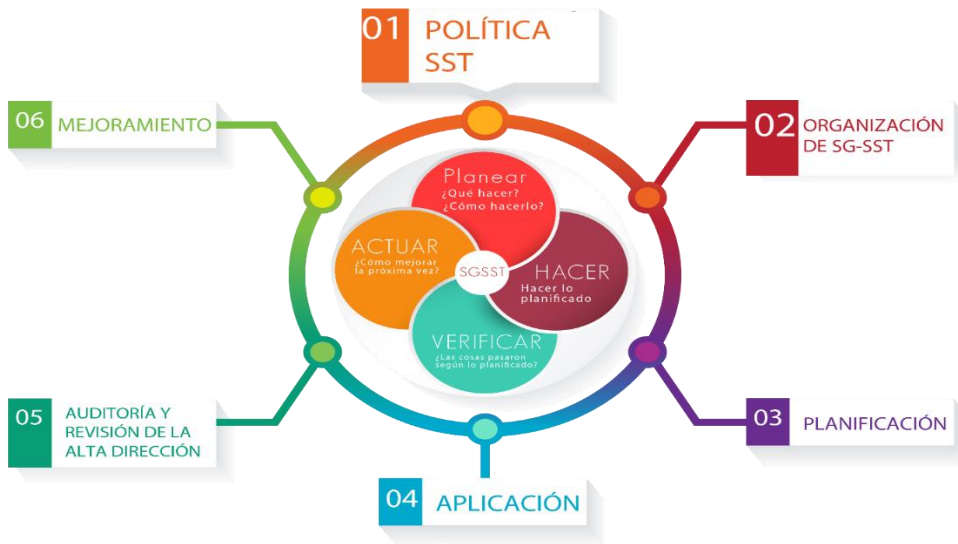 01
POLÍTICA
SST
02
ORGANIZACIÓN
DE SG-SST
03
PLANIFICACIÓN
04
APLICACIÓN
05
AUDITORÍA Y
REVISIÓN DE LA
ALTA DIRECCIÓN
06
MEJORAMIENTO
Planear
¿Qué hacer?
¿Cómo hacerlo?
HACER
Hacer lo
planificado
VERIFICAR
¿Las cosas pasaron
según lo planificado?
ACTUAR
¿Cómo mejorar
la próxima vez?
SGSST